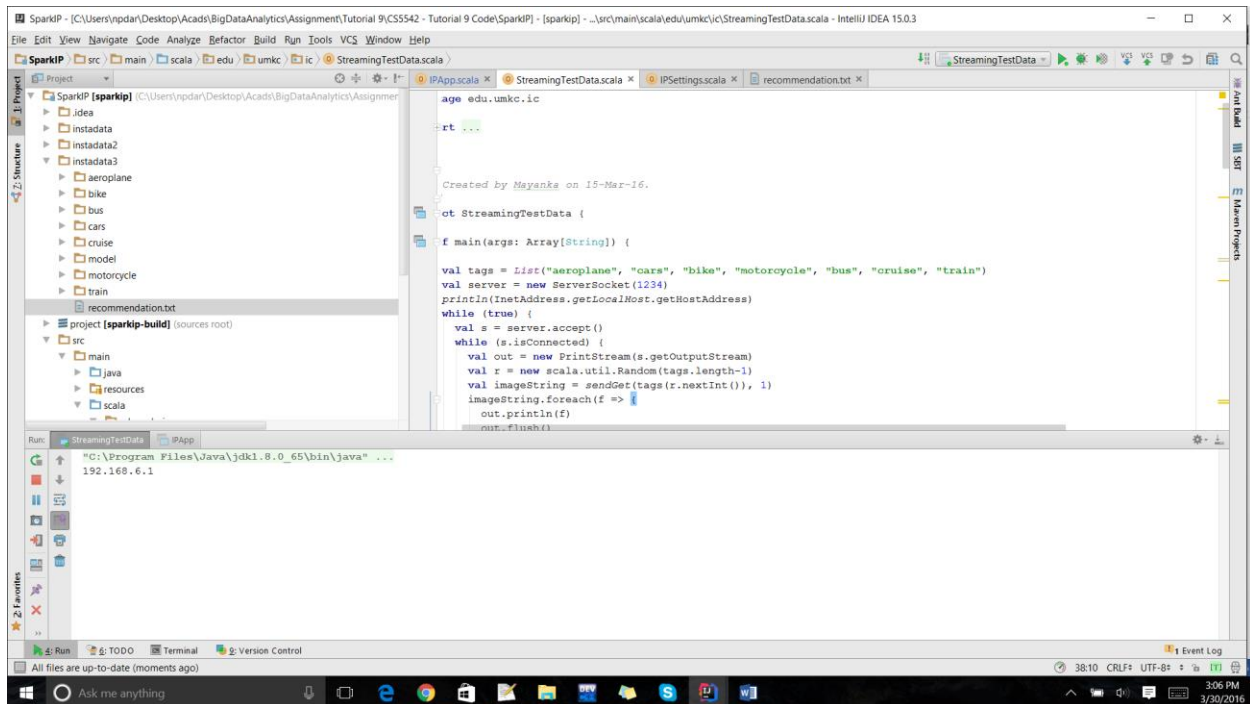 SparkIP - [C:\Users\npdar\Desktop\Acads\BigDataAnalytics\Assignment\Tutorial 9\CS5542 - Tutorial 9 Code\SparkIP] - [sparkip] - ...\src\main\scala\edu\umkc\ic\StreamingTestData.scala - IntelliJ IDEA 15.0.3
File Edit View Navigate Code Analyze Refactor Build Run Tools VCS Window Help
SparkIP src main scala edu umkc ic StreamingTestData.scala
StreamingTestData
Project
IPApp.scala StreamingTestData.scala IPSettings.scala recommendation.txt
1: Project
Z: Structure
2: Favorites
Ant Build
SBT
Maven Projects
SparkIP [sparkip] (C:\Users\npdar\Desktop\Acads\BigDataAnalytics\Assignmer
.idea
instadata
instadata2
instadata3
aeroplane
bike
bus
cars
cruise
model
motorcycle
train
recommendation.txt
project [sparkip-build] (sources root)
src
main
java
resources
scala
age edu.umkc.ic
rt ...
Created by Mayanka on 15-Mar-16.
ct StreamingTestData {
f main(args: Array[String]) {
val tags = List("aeroplane", "cars", "bike", "motorcycle", "bus", "cruise", "train")
val server = new ServerSocket(1234)
println(InetAddress.getLocalHost.getHostAddress)
while (true) {
val s = server.accept()
while (s.isConnected) {
val out = new PrintStream(s.getOutputStream)
val r = new scala.util.Random(tags.length-1)
val imageString = sendGet(tags(r.nextInt()), 1)
imageString.foreach(f => {
out.println(f)
out.flush()
Run: StreamingTestData IPApp
"C:\Program Files\Java\jdk1.8.0_65\bin\java" ...
192.168.6.1
4: Run 6: TODO Terminal 9: Version Control
1 Event Log
All files are up-to-date (moments ago)
38:10 CRLF UTF-8
Ask me anything
3:06 PM
3/30/2016